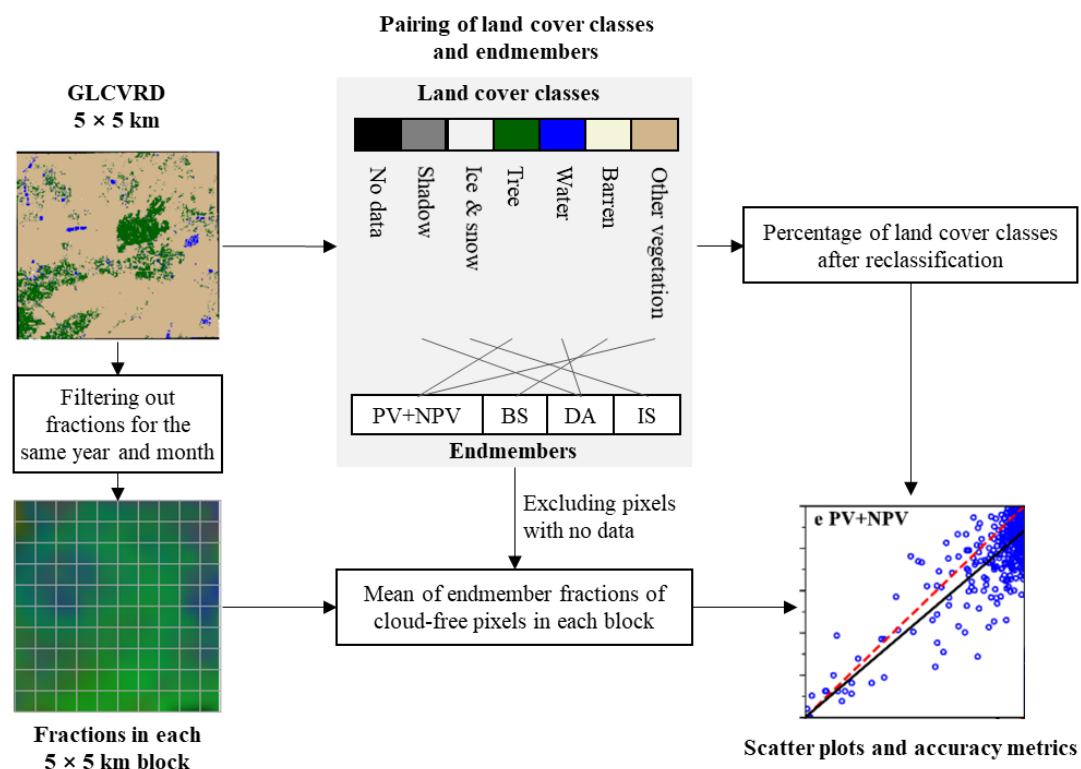 Pairing of land cover classes
and endmembers
GLCVRD
5 × 5 km
Land cover classes
No data
Shadow
Ice & snow
Tree
Water
Barren
Other vegetation
Percentage of land cover classes
after reclassification
Filtering out
fractions for the
same year and month
PV+NPV
BS
DA
IS
Endmembers
Excluding pixels
with no data
Mean of endmember fractions of
cloud-free pixels in each block
e PV+NPV
Fractions in each
5 × 5 km block
Scatter plots and accuracy metrics